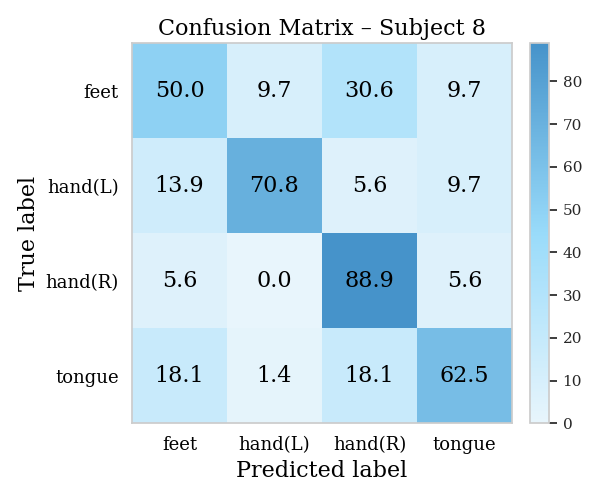 Confusion Matrix – Subject 8
feet 50.0 9.7 30.6 9.7
hand(L) 13.9 70.8 5.6 9.7
hand(R) 5.6 0.0 88.9 5.6
tongue 18.1 1.4 18.1 62.5
feet hand(L) hand(R) tongue
Predicted label
True label
80
70
60
50
40
30
20
10
0